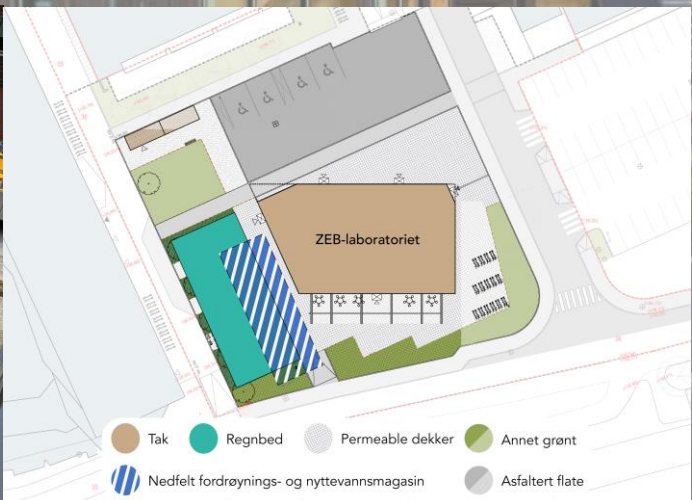 ZEB-laboratoriet
Tak
Regnbed
Permeable dekker
Annet grønt
Nedfelt fordrøynings- og nyttevannsmagasin
Asfaltert flate